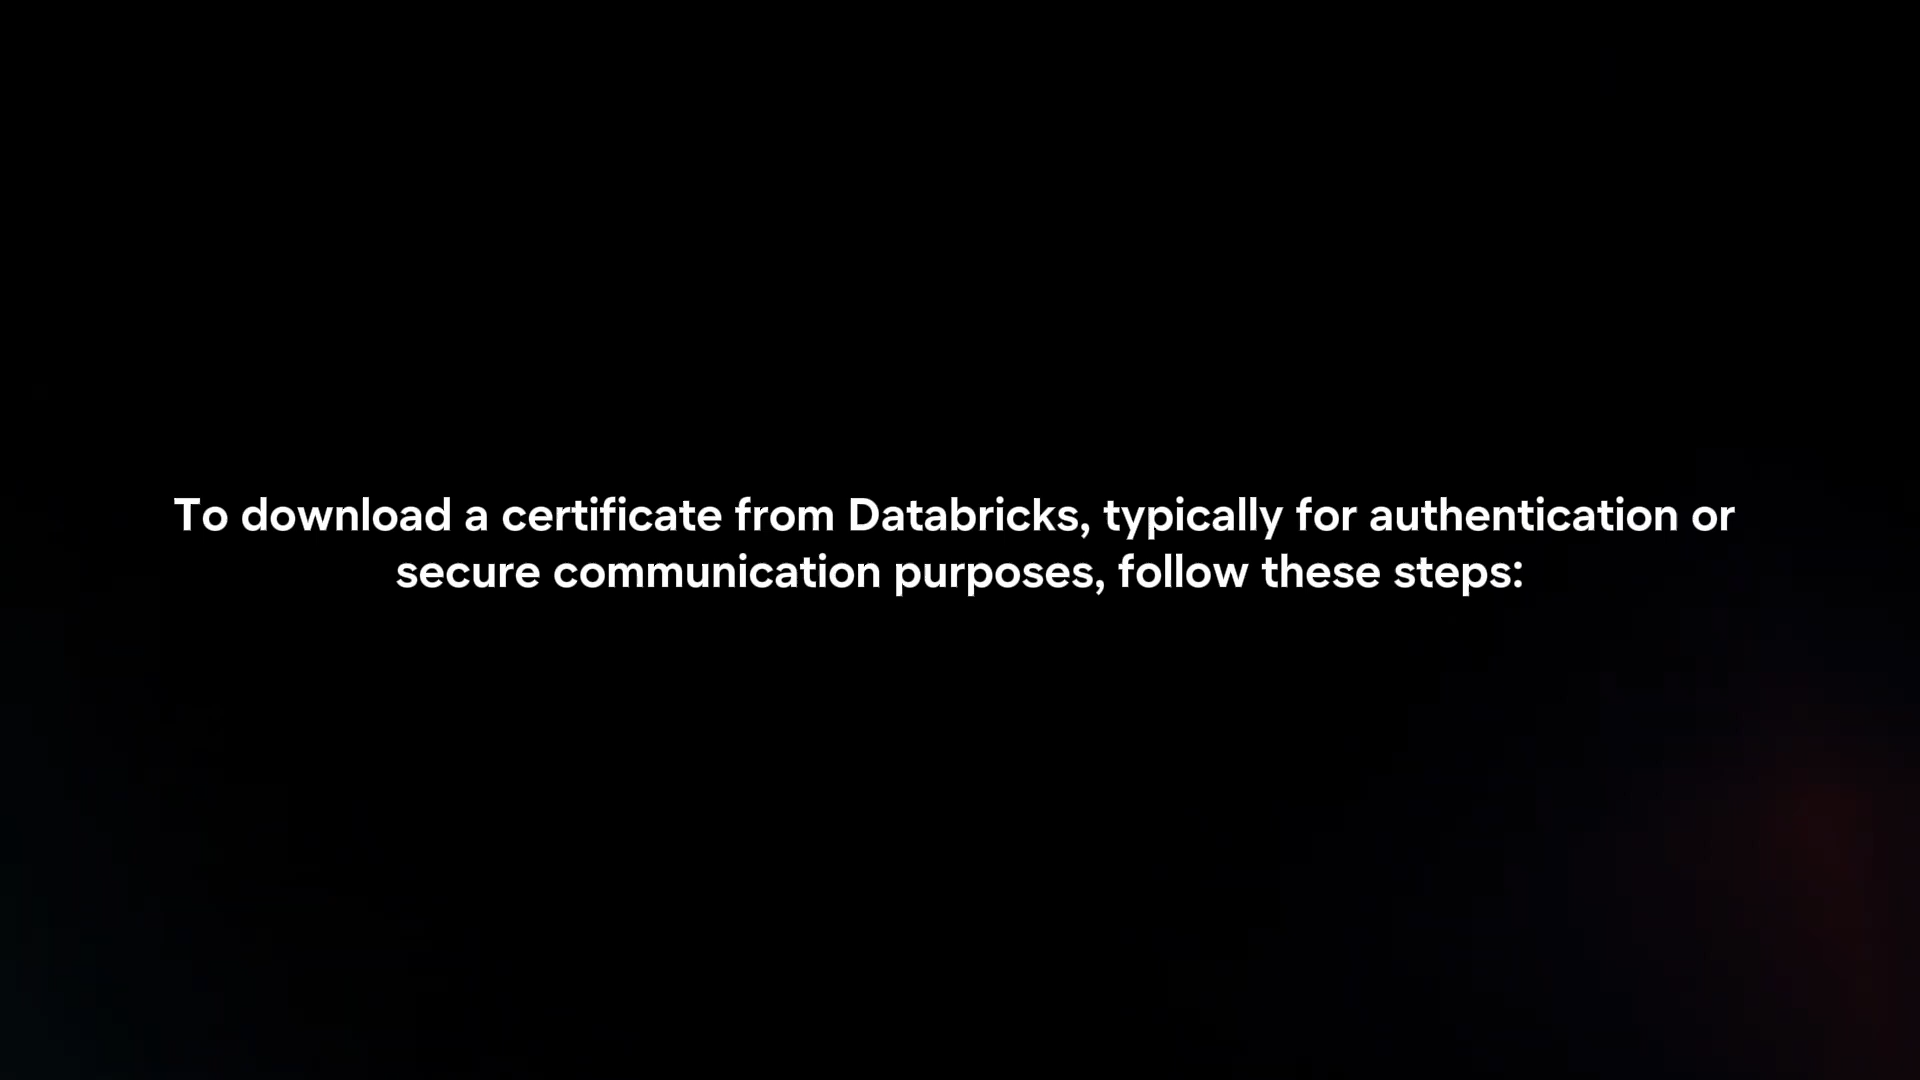 To download a certificate from Databricks, typically for authentication or
secure communication purposes, follow these steps: